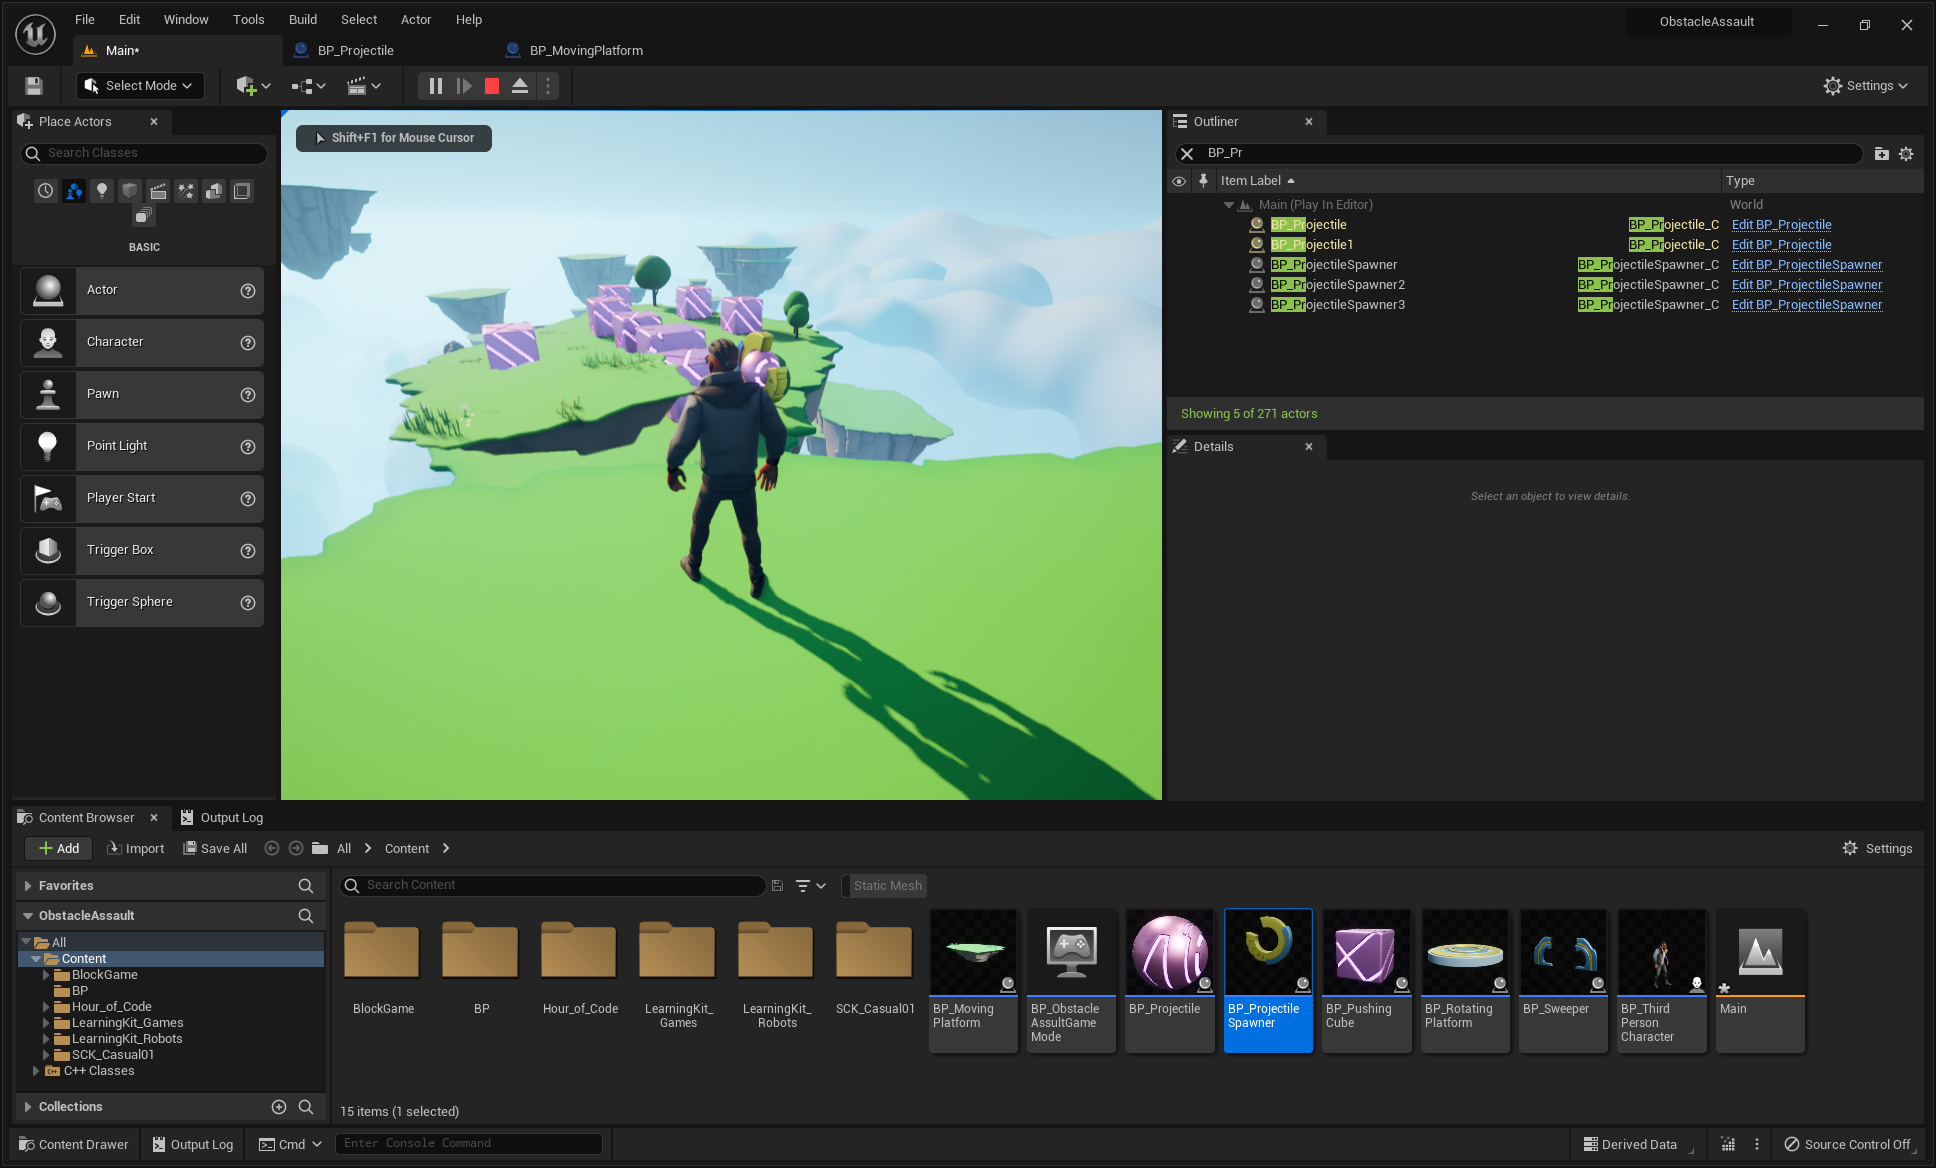 File Edit Window Tools Build Select Actor Help
ObstacleAssault
Main*
BP_Projectile
BP_MovingPlatform
Select Mode
Settings
Place Actors
Search Classes
BASIC
Actor
Character
Pawn
Point Light
Player Start
Trigger Box
Trigger Sphere
Shift+F1 for Mouse Cursor
Outliner
BP_Pr
Item Label Type
Main (Play In Editor) World
BP_Projectile BP_Projectile_C Edit BP_Projectile
BP_Projectile1 BP_Projectile_C Edit BP_Projectile
BP_ProjectileSpawner BP_ProjectileSpawner_C Edit BP_ProjectileSpawner
BP_ProjectileSpawner2 BP_ProjectileSpawner_C Edit BP_ProjectileSpawner
BP_ProjectileSpawner3 BP_ProjectileSpawner_C Edit BP_ProjectileSpawner
Showing 5 of 271 actors
Details
Select an object to view details.
Content Browser
Output Log
Add
Import
Save All
All
Content
Settings
Favorites
ObstacleAssault
All
Content
BlockGame
BP
Hour_of_Code
LearningKit_Games
LearningKit_Robots
SCK_Casual01
C++ Classes
Collections
Search Content
Static Mesh
BlockGame
BP
Hour_of_Code
LearningKit_
Games
LearningKit_
Robots
SCK_Casual01
BP_Moving
Platform
BP_Obstacle
AssultGame
Mode
BP_Projectile
BP_Projectile
Spawner
BP_Pushing
Cube
BP_Rotating
Platform
BP_Sweeper
BP_Third
Person
Character
Main
15 items (1 selected)
Content Drawer
Output Log
Cmd
Enter Console Command
Derived Data
Source Control Off